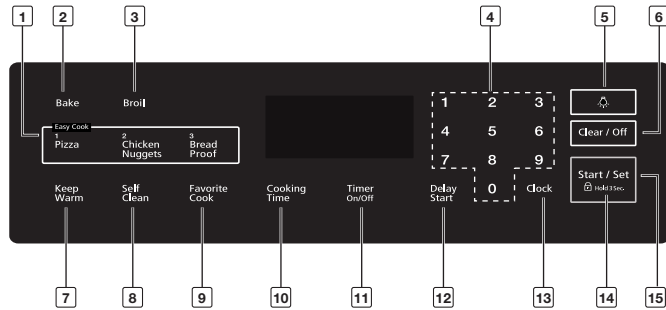 1 2 3 4 5 6
Bake Broil
Easy Cook
1 2 3
Pizza Chicken Nuggets Bread Proof
1 2 3
4 5 6
7 8 9
0
Clear / Off
Start / Set
Hold 3 Sec.
Keep Warm
Self Clean
Favorite Cook
Cooking Time
Timer On/Off
Delay Start
Clock
7 8 9 10 11 12 13 14 15